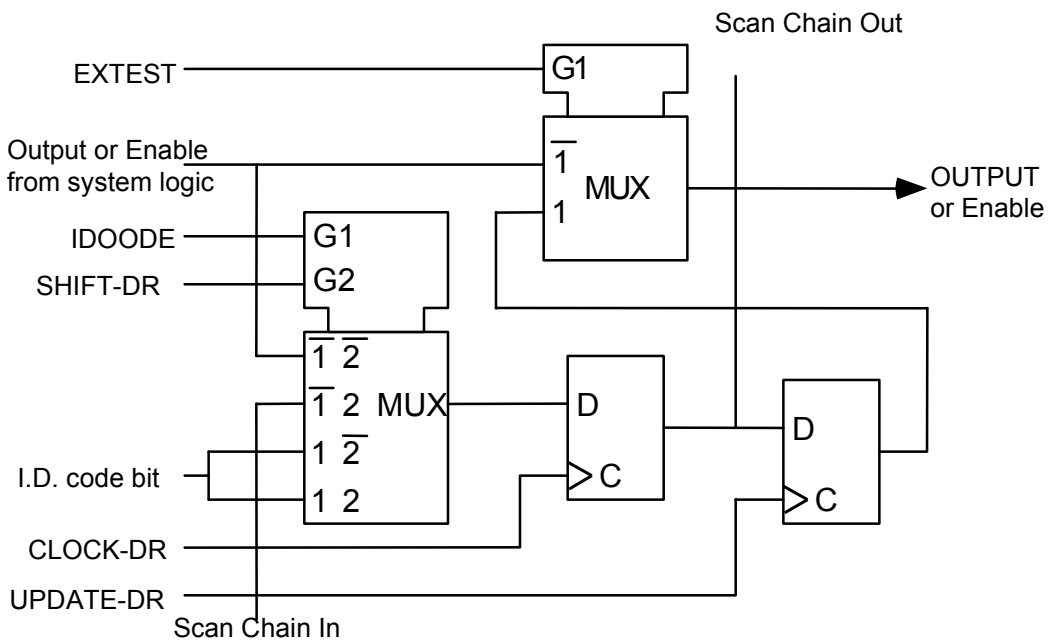 Scan Chain Out
EXTEST
G1
Output or Enable
from system logic
1̅
MUX
1
OUTPUT
or Enable
IDOODE
G1
SHIFT-DR
G2
1̅ 2̅
1̅ 2 MUX
1 2̅
1 2
D
C
D
C
I.D. code bit
CLOCK-DR
UPDATE-DR
Scan Chain In